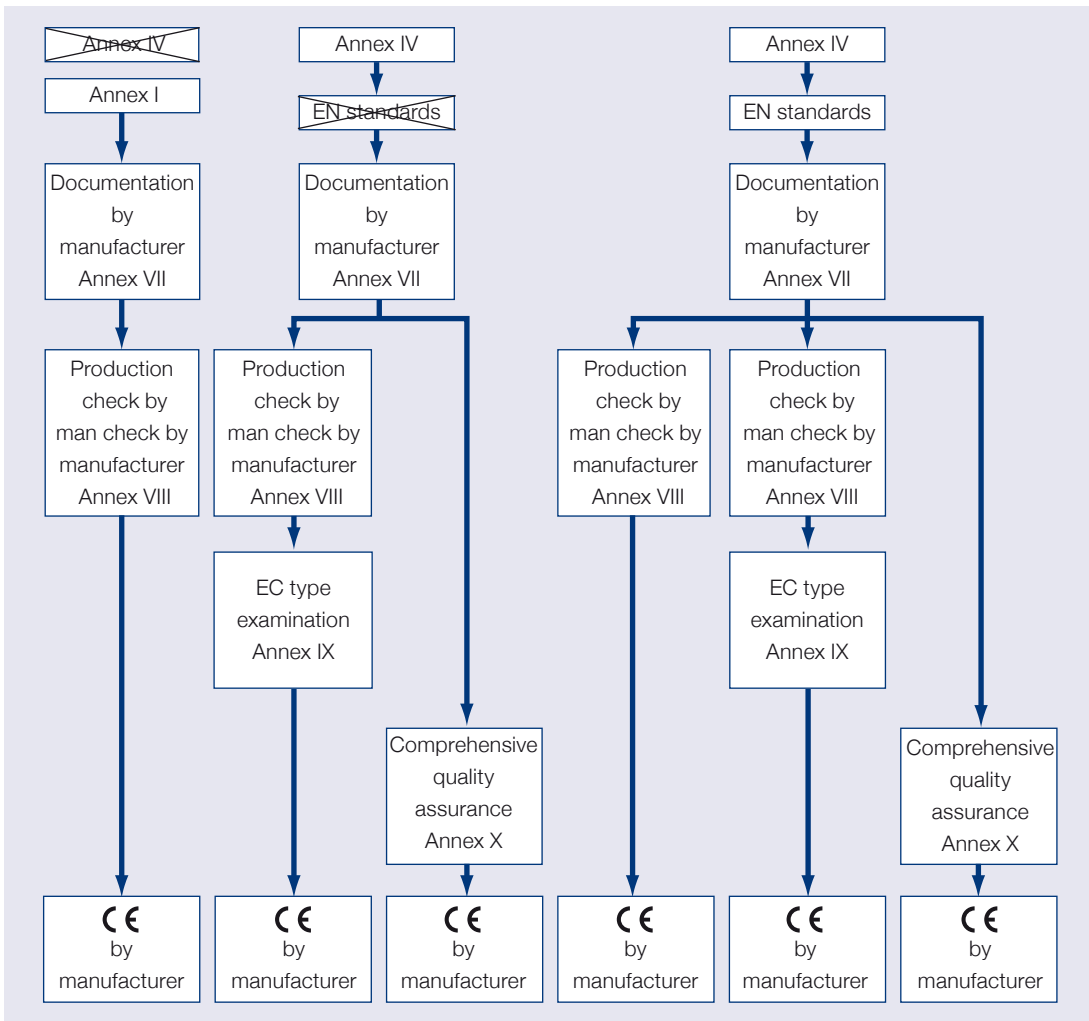 Annex IV
Annex I
Documentation
by
manufacturer
Annex VII
Production
check by
man check by
manufacturer
Annex VIII
CE
by
manufacturer
Annex IV
EN standards
Documentation
by
manufacturer
Annex VII
Production
check by
man check by
manufacturer
Annex VIII
EC type
examination
Annex IX
CE
by
manufacturer
Comprehensive
quality
assurance
Annex X
CE
by
manufacturer
Annex IV
EN standards
Documentation
by
manufacturer
Annex VII
Production
check by
man check by
manufacturer
Annex VIII
CE
by
manufacturer
Production
check by
man check by
manufacturer
Annex VIII
EC type
examination
Annex IX
CE
by
manufacturer
Comprehensive
quality
assurance
Annex X
CE
by
manufacturer